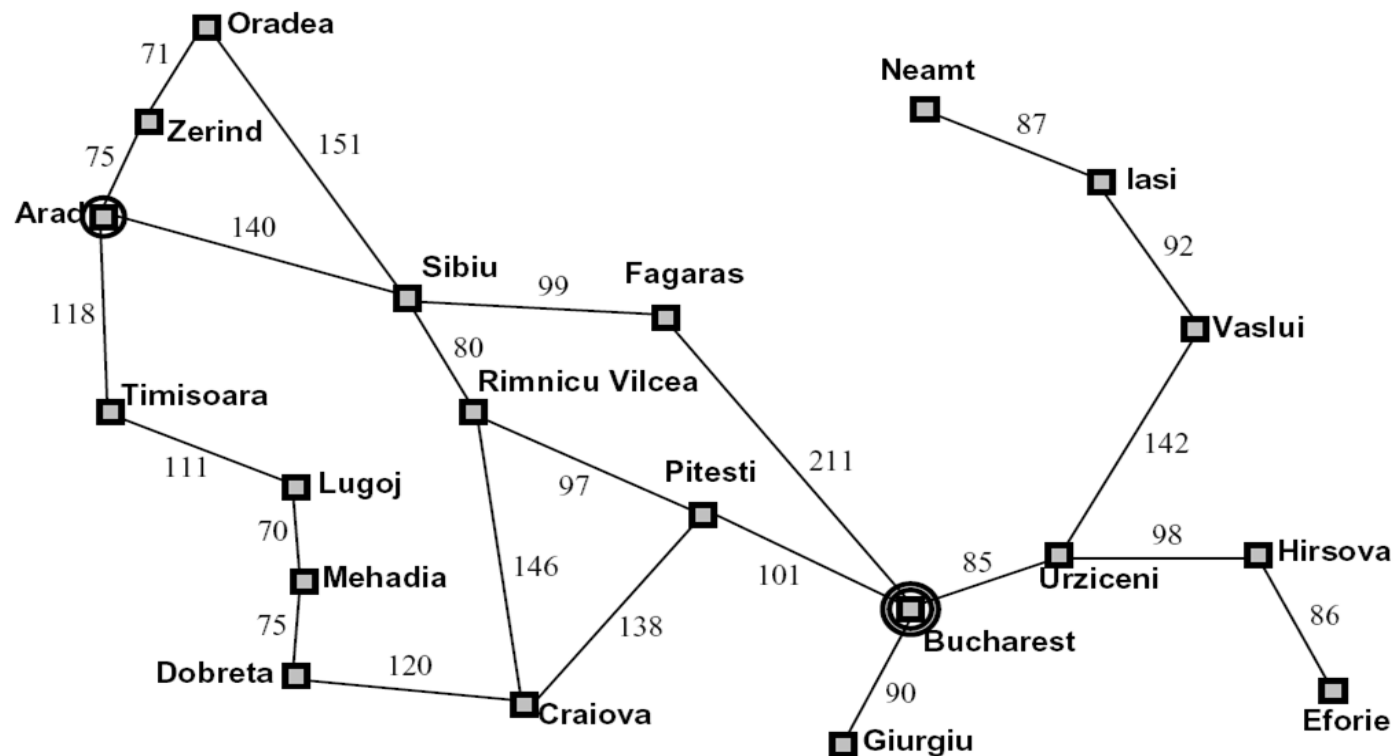 Oradea
71
Neamt
87
Zerind
151
75
Iasi
Arad
140
92
Sibiu
Fagaras
99
118
Vaslui
80
Rimnicu Vilcea
Timisoara
142
211
111
Lugoj
97
Pitesti
70
98
Hirsova
Mehadia
146
101
85
Urziceni
75
138
86
Bucharest
Dobreta
120
90
Craiova
Eforie
Giurgiu